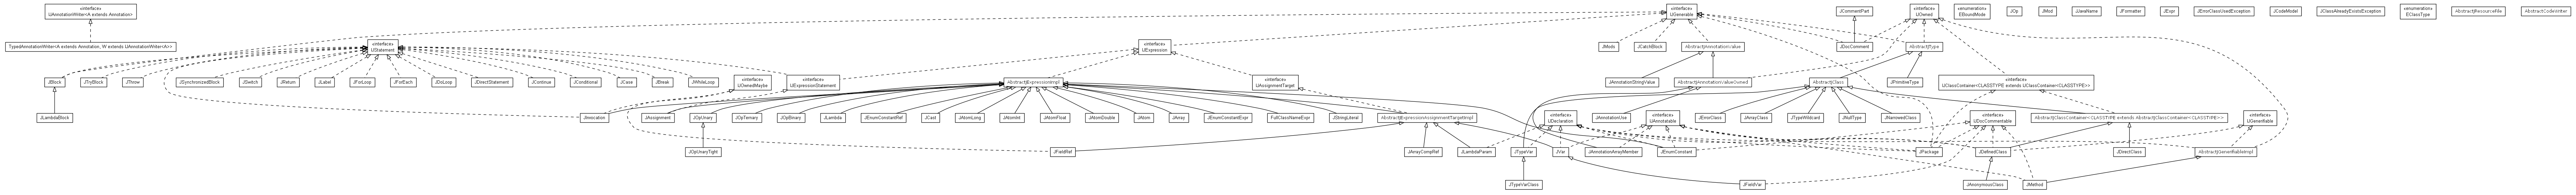 «interface»
IJAnnotationWriter<A extends Annotation>
«interface»
IJGenerable
JCommentPart
«interface»
IJOwned
«enumeration»
EBoundMode
JOp
JMod
JJavaName
JFormatter
JExpr
JErrorClassUsedException
JCodeModel
JClassAlreadyExistsException
«enumeration»
EClassType
AbstractJResourceFile
AbstractCodeWriter
TypedAnnotationWriter<A extends Annotation, W extends IJAnnotationWriter<A>>
«interface»
IJStatement
«interface»
IJExpression
JMods
JCatchBlock
AbstractJAnnotationValue
JDocComment
AbstractJType
JBlock
JTryBlock
JThrow
JSynchronizedBlock
JSwitch
JReturn
JLabel
JForLoop
JForEach
JDoLoop
JDirectStatement
JContinue
JConditional
JCase
JBreak
JWhileLoop
«interface»
IJOwnedMaybe
«interface»
IJExpressionStatement
AbstractJExpressionImpl
«interface»
IJAssignmentTarget
JAnnotationStringValue
AbstractJAnnotationValueOwned
AbstractJClass
JPrimitiveType
«interface»
IJClassContainer<CLASSTYPE extends IJClassContainer<CLASSTYPE>>
JLambdaBlock
JInvocation
JAssignment
JOpUnary
JOpTernary
JOpBinary
JLambda
JEnumConstantRef
JCast
JAtomLong
JAtomInt
JAtomFloat
JAtomDouble
JAtom
JArray
JEnumConstantExpr
FullClassNameExpr
JStringLiteral
AbstractJExpressionAssignmentTargetImpl
«interface»
IJDeclaration
JAnnotationUse
«interface»
IJAnnotatable
JErrorClass
JArrayClass
JTypeWildcard
JNullType
JNarrowedClass
«interface»
IJDocCommentable
AbstractJClassContainer<CLASSTYPE extends AbstractJClassContainer<CLASSTYPE>>
«interface»
IJGenerifiable
JOpUnaryTight
JFieldRef
JArrayCompRef
JLambdaParam
JTypeVar
JVar
JAnnotationArrayMember
JEnumConstant
JPackage
JDefinedClass
JDirectClass
AbstractJGenerifiableImpl
JTypeVarClass
JFieldVar
JAnonymousClass
JMethod